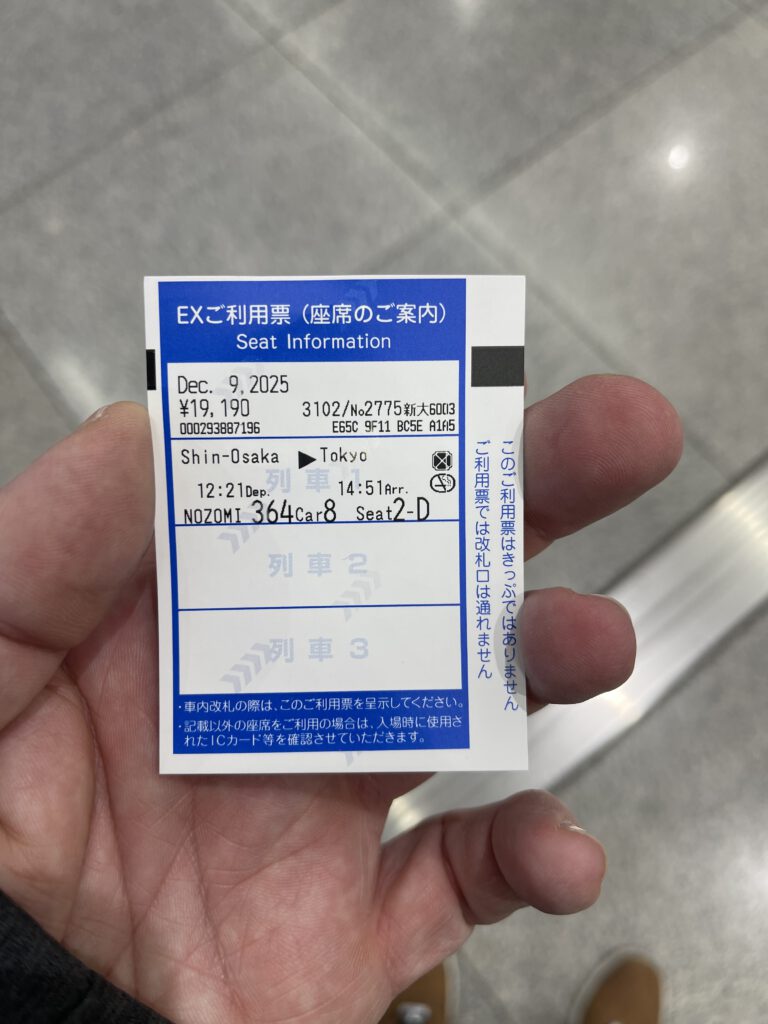 EXご利用票（座席のご案内）
Seat Information
Dec. 9,2025
¥19,190 3102/No2775新大6003
000293887196 E65C 9F11 BC5E A1A5
Shin-Osaka ▶ Tokyo
列車1
12:21Dep. 14:51Arr.
NOZOMI 364Car8 Seat2-D
列車2
列車3
・車内改札の際は、このご利用票を呈示してください。
・記載以外の座席をご利用の場合は、入場時に使用さ
れたICカード等を確認させていただきます。
このご利用票はきっぷではありません
ご利用票では改札口は通れません